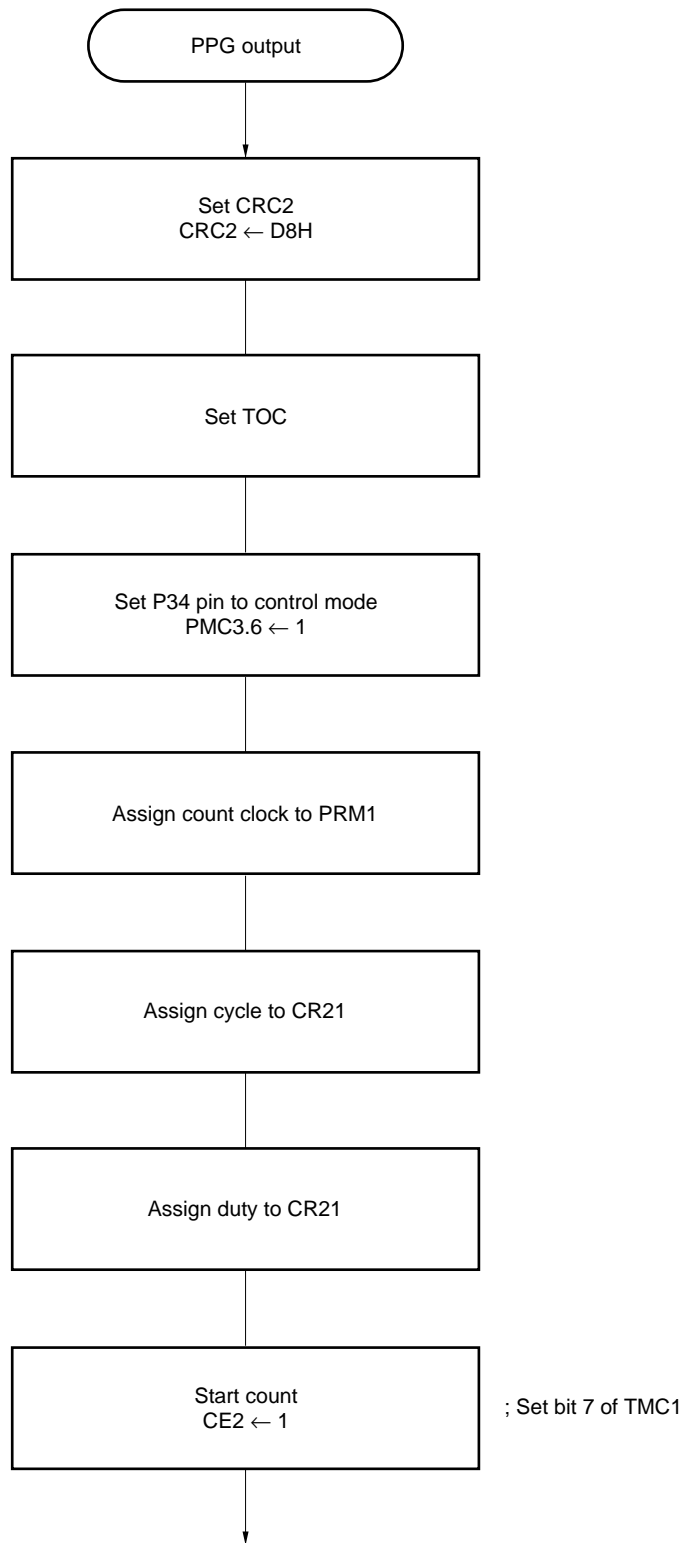 PPG output
Set CRC2
CRC2 ← D8H
Set TOC
Set P34 pin to control mode
PMC3.6 ← 1
Assign count clock to PRM1
Assign cycle to CR21
Assign duty to CR21
Start count
CE2 ← 1
; Set bit 7 of TMC1